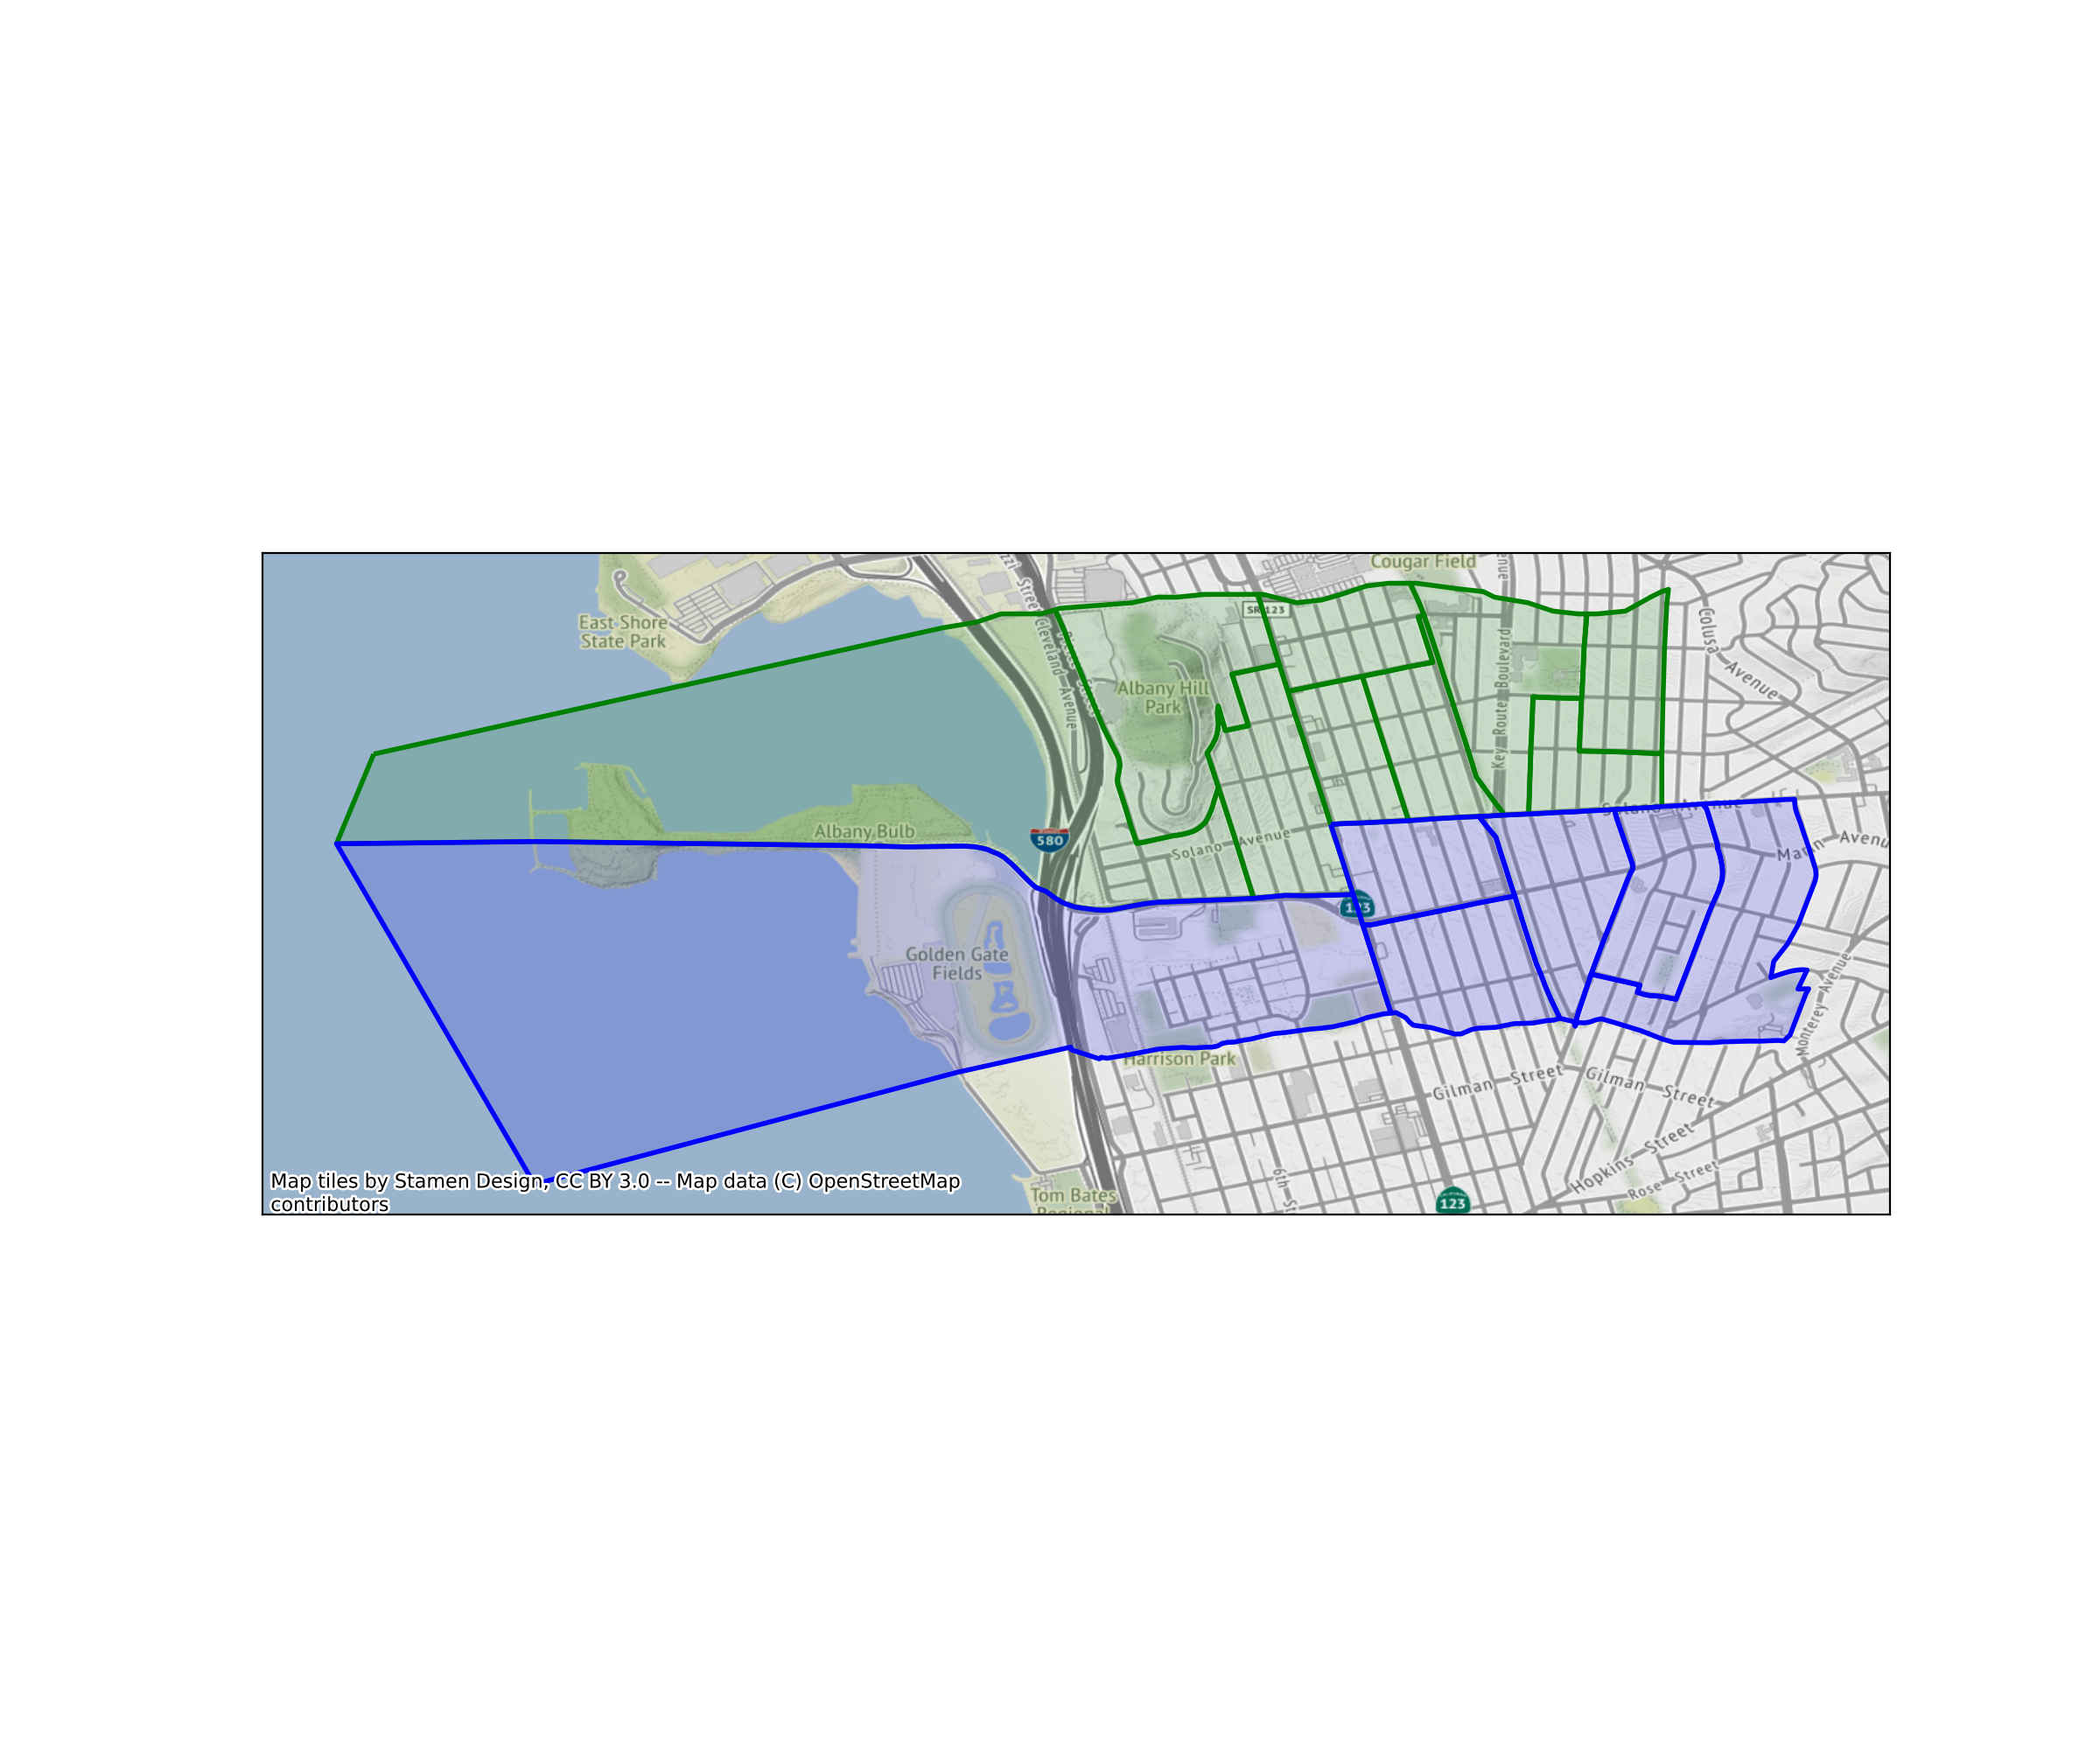 Cougar Field
SR 123
East Shore
State Park
Cleveland Avenue
Colusa Avenue
Key Route Boulevard
Albany Hill
Park
Solano Avenue
Albany Bulb
580
Solano Avenue
Marin Avenu
123
Golden Gate
Fields
Monterey Avenue
Harrison Park
Gilman Street
Gilman Street
Hopkins Street
Rose Street
6th St
Tom Bates
Regional
123
Map tiles by Stamen Design, CC BY 3.0 -- Map data (C) OpenStreetMap
contributors